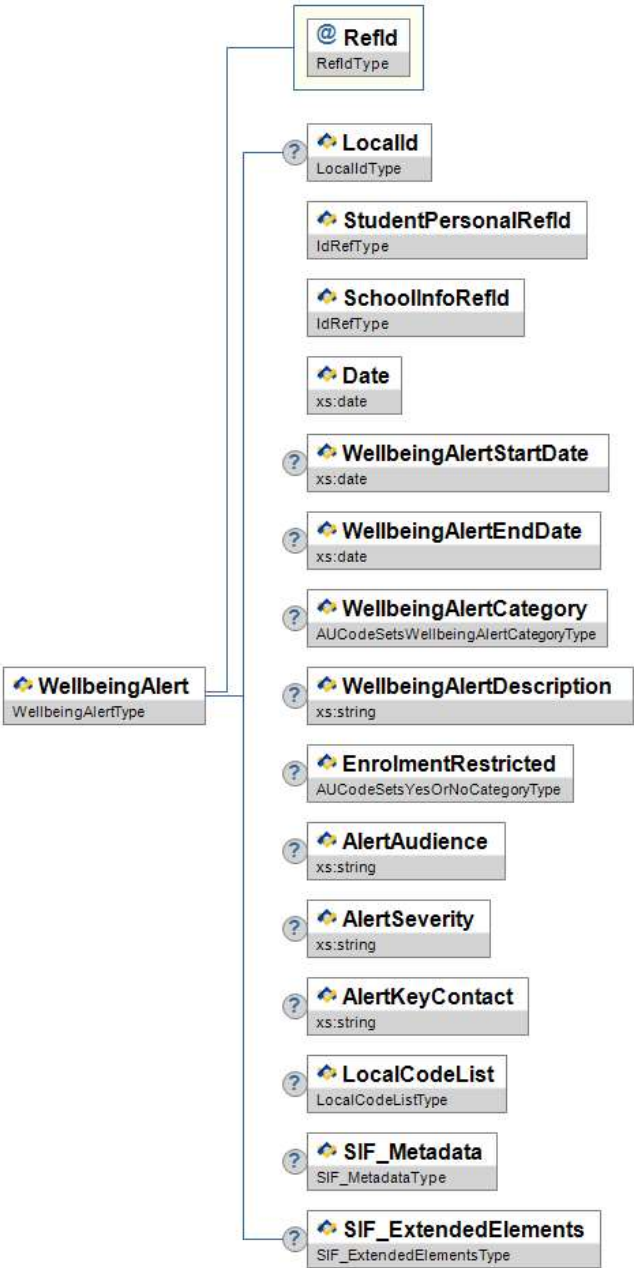 @ RefId
RefIdType
? LocalId
LocalIdType
StudentPersonalRefId
IdRefType
SchoolInfoRefId
IdRefType
Date
xs:date
? WellbeingAlertStartDate
xs:date
? WellbeingAlertEndDate
xs:date
? WellbeingAlertCategory
AUCodeSetsWellbeingAlertCategoryType
WellbeingAlert
WellbeingAlertType
? WellbeingAlertDescription
xs:string
? EnrolmentRestricted
AUCodeSetsYesOrNoCategoryType
? AlertAudience
xs:string
? AlertSeverity
xs:string
? AlertKeyContact
xs:string
? LocalCodeList
LocalCodeListType
? SIF_Metadata
SIF_MetadataType
? SIF_ExtendedElements
SIF_ExtendedElementsType